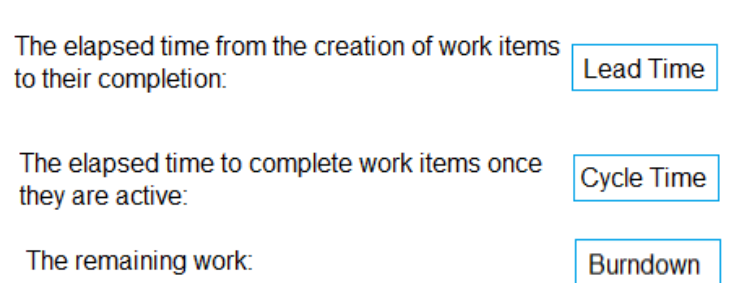 The elapsed time from the creation of work items
to their completion:
Lead Time
The elapsed time to complete work items once
they are active:
Cycle Time
The remaining work:
Burndown